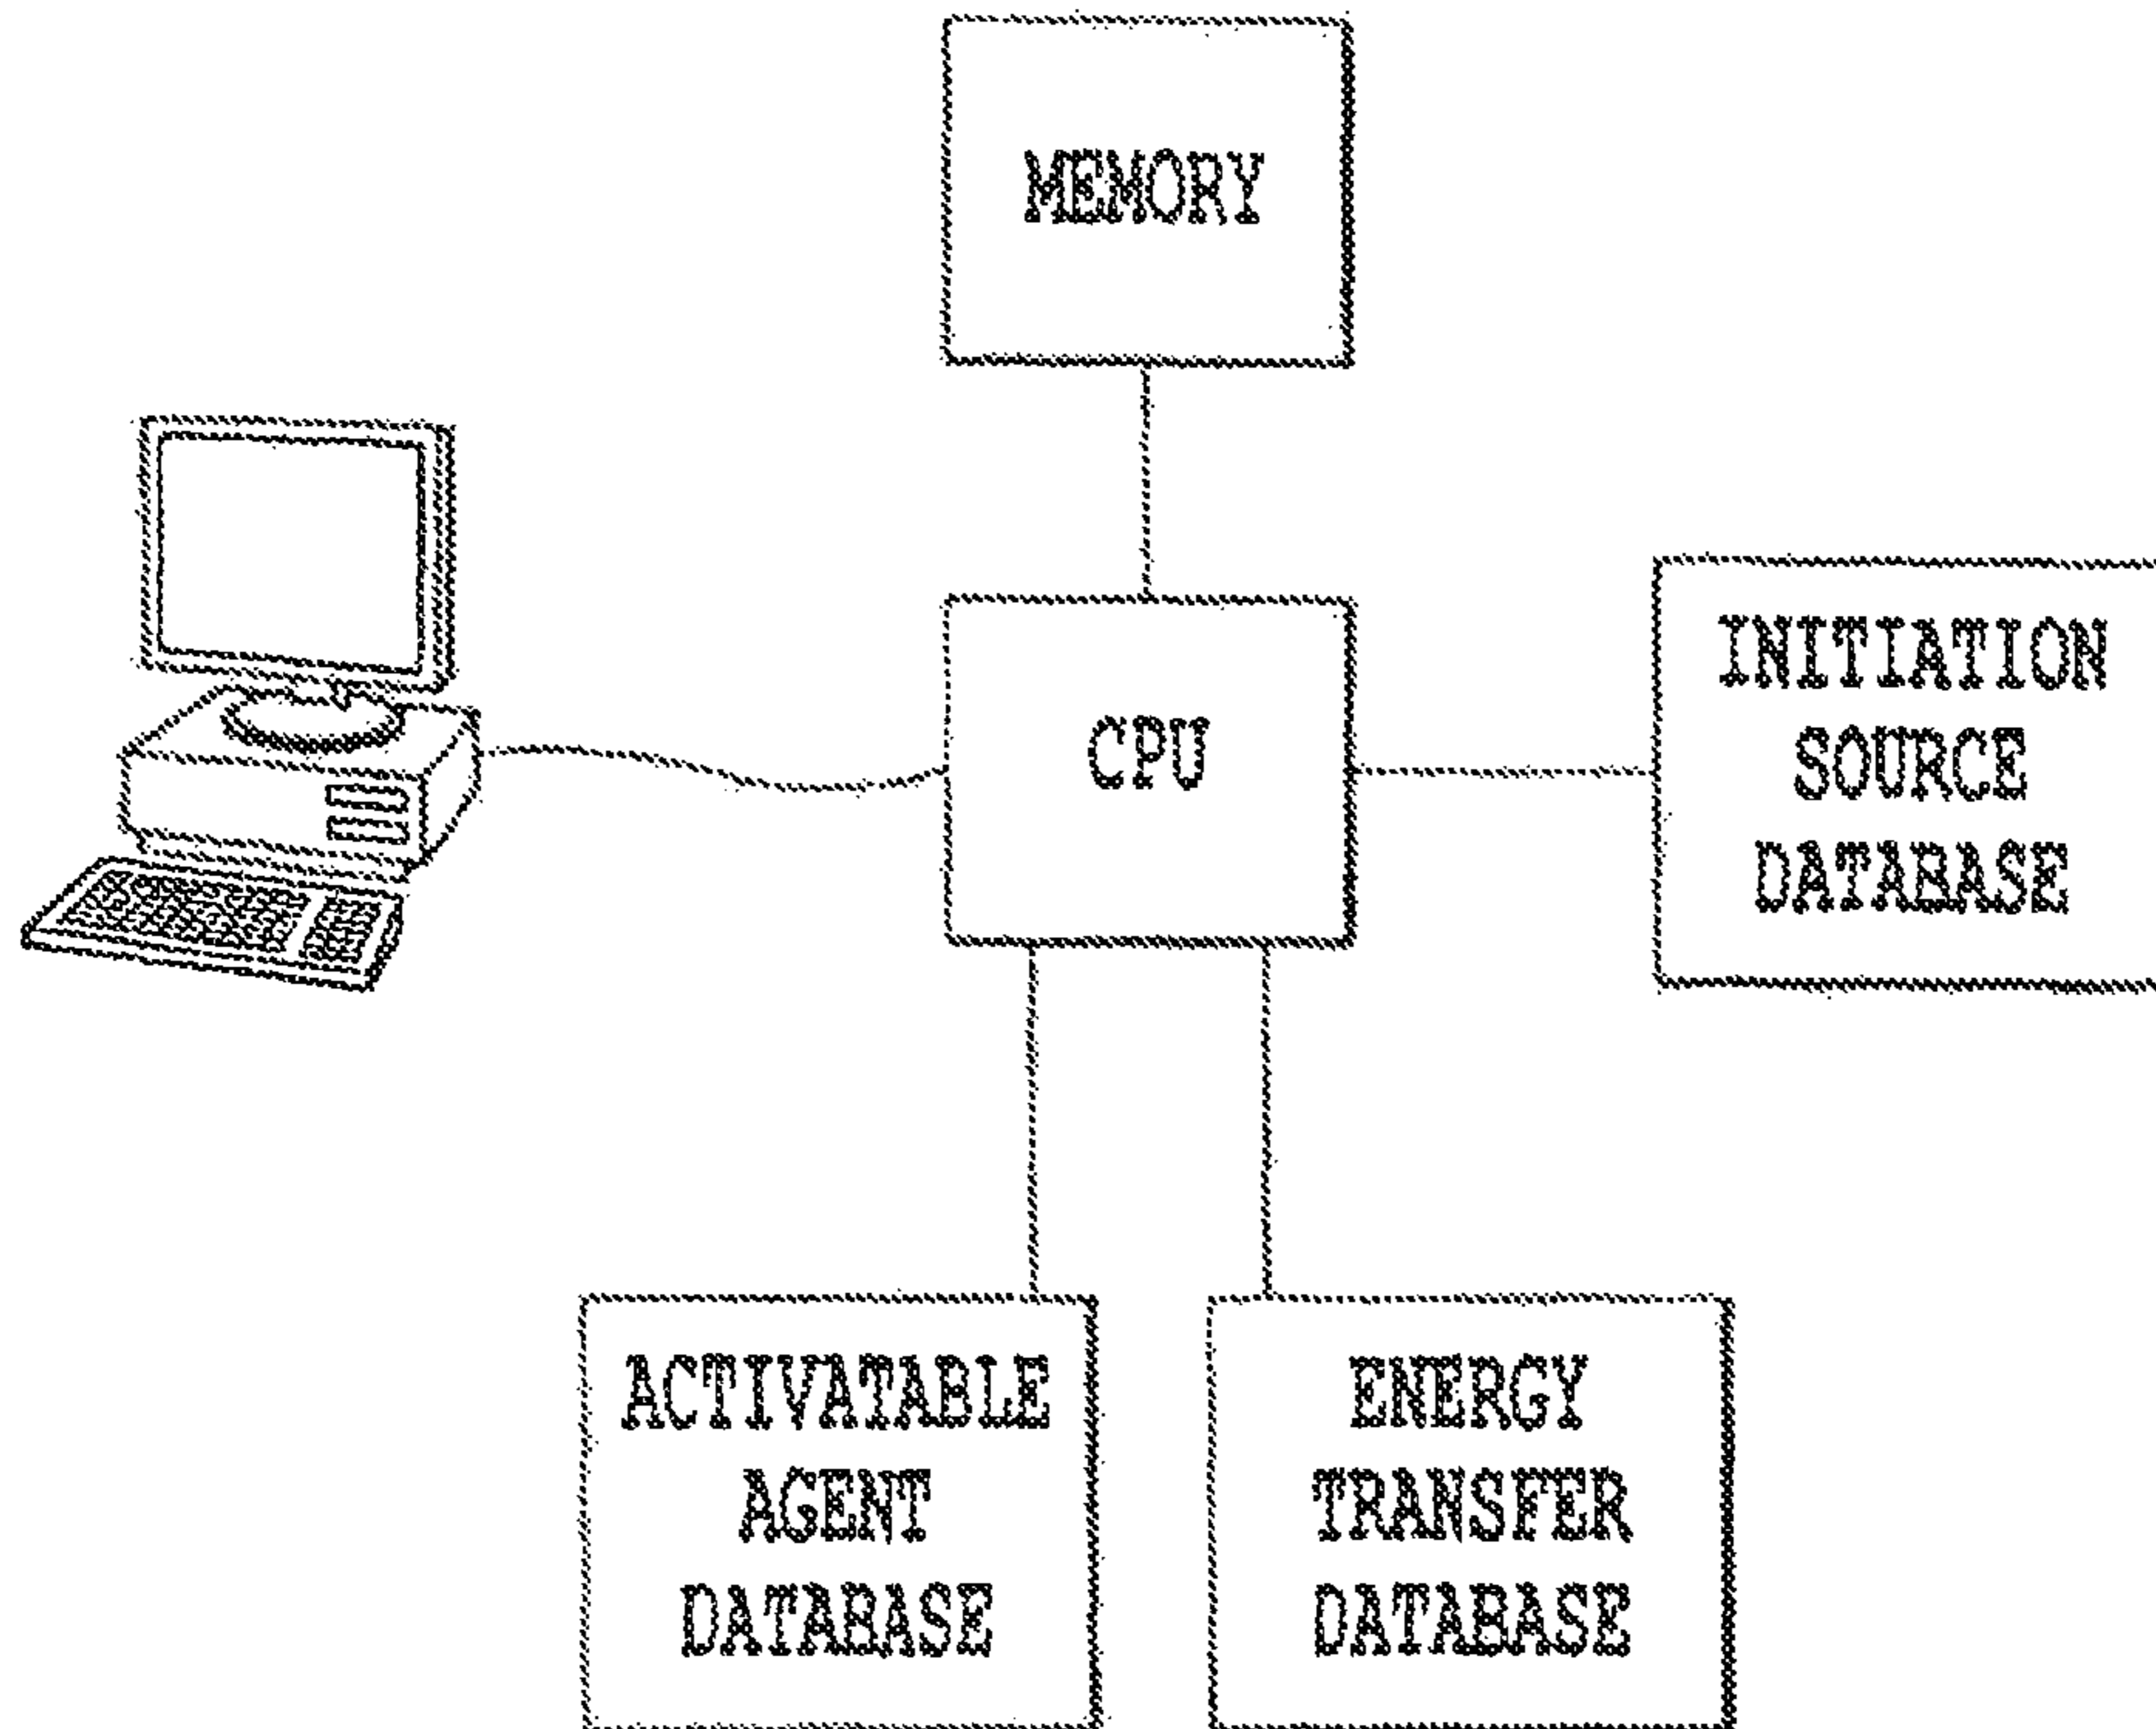 MEMORY
CPU
INITIATION
SOURCE
DATABASE
ACTIVATABLE
AGENT
DATABASE
ENERGY
TRANSFER
DATABASE